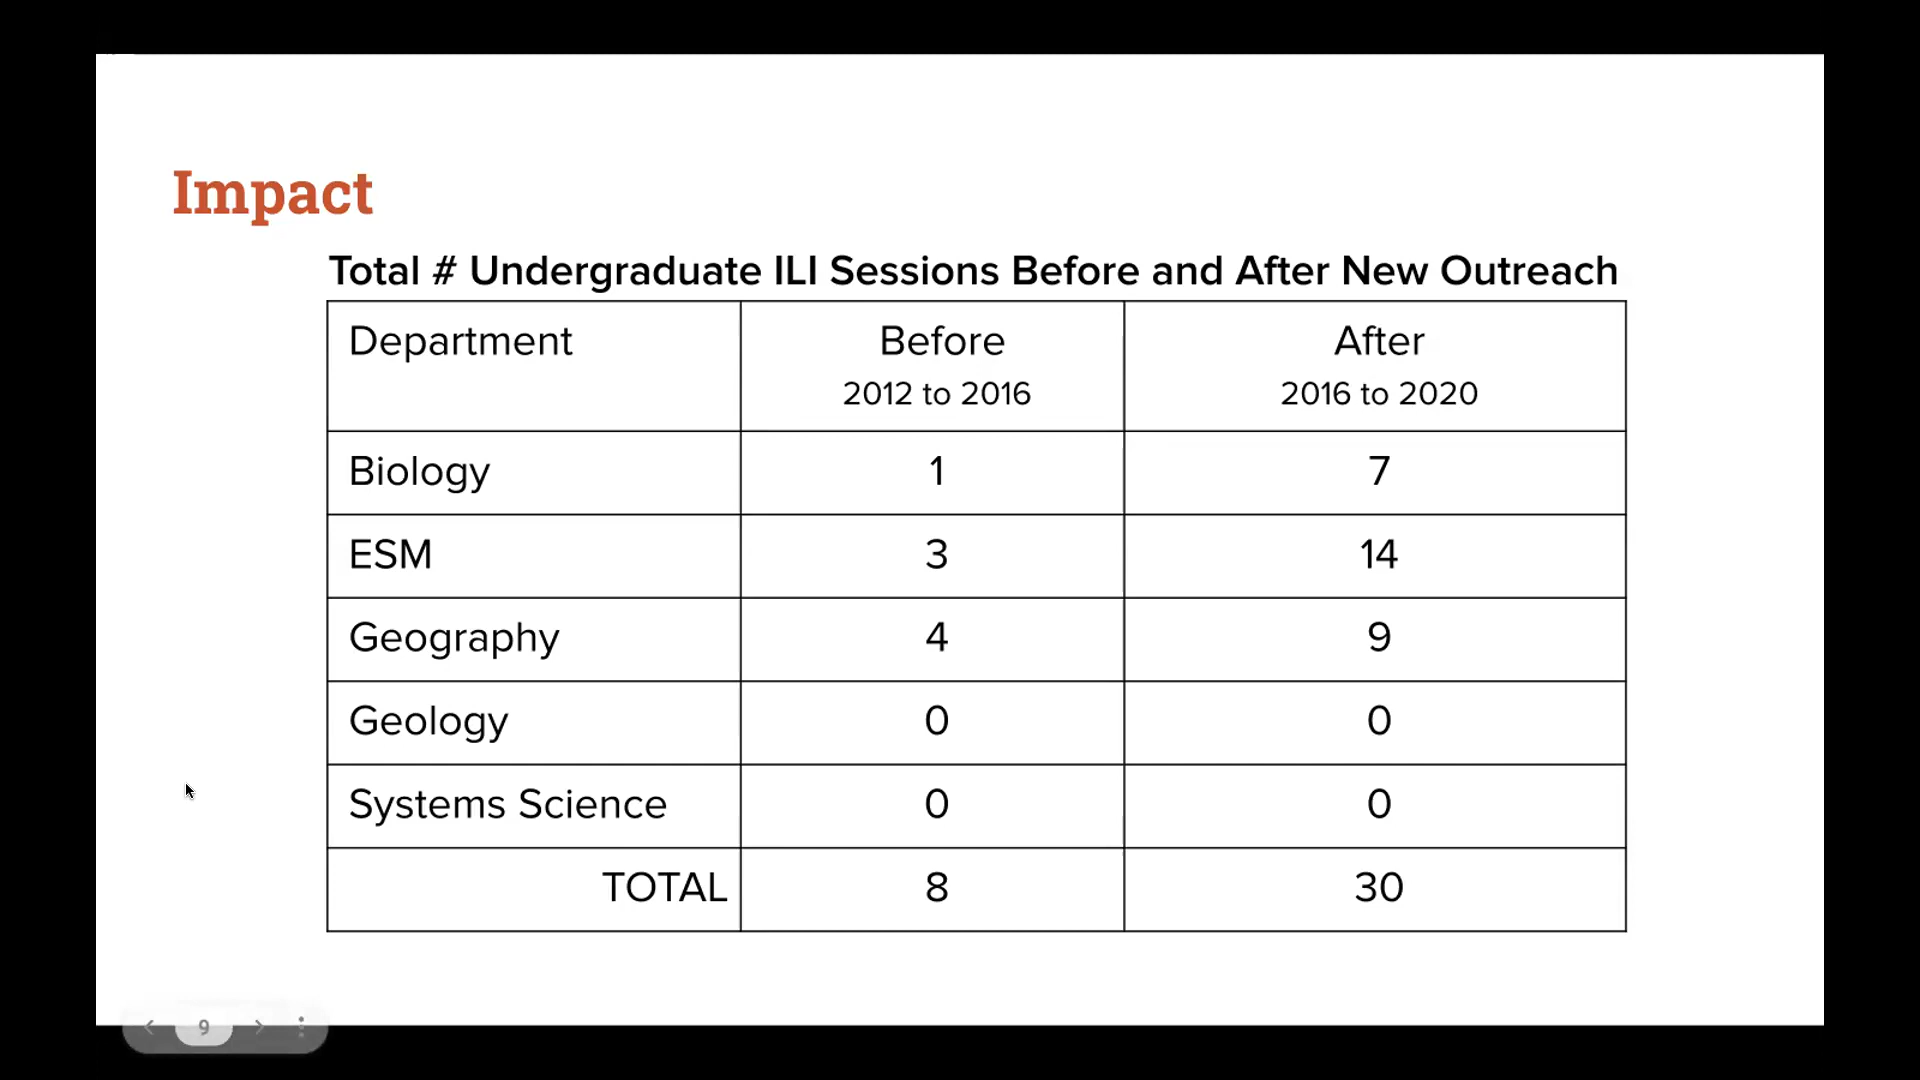 Impact
Total # Undergraduate ILI Sessions Before and After New Outreach
Department Before After
2012 to 2016 2016 to 2020
Biology 1 7
ESM 3 14
Geography 4 9
Geology 0 0
Systems Science 0 0
TOTAL 8 30
9